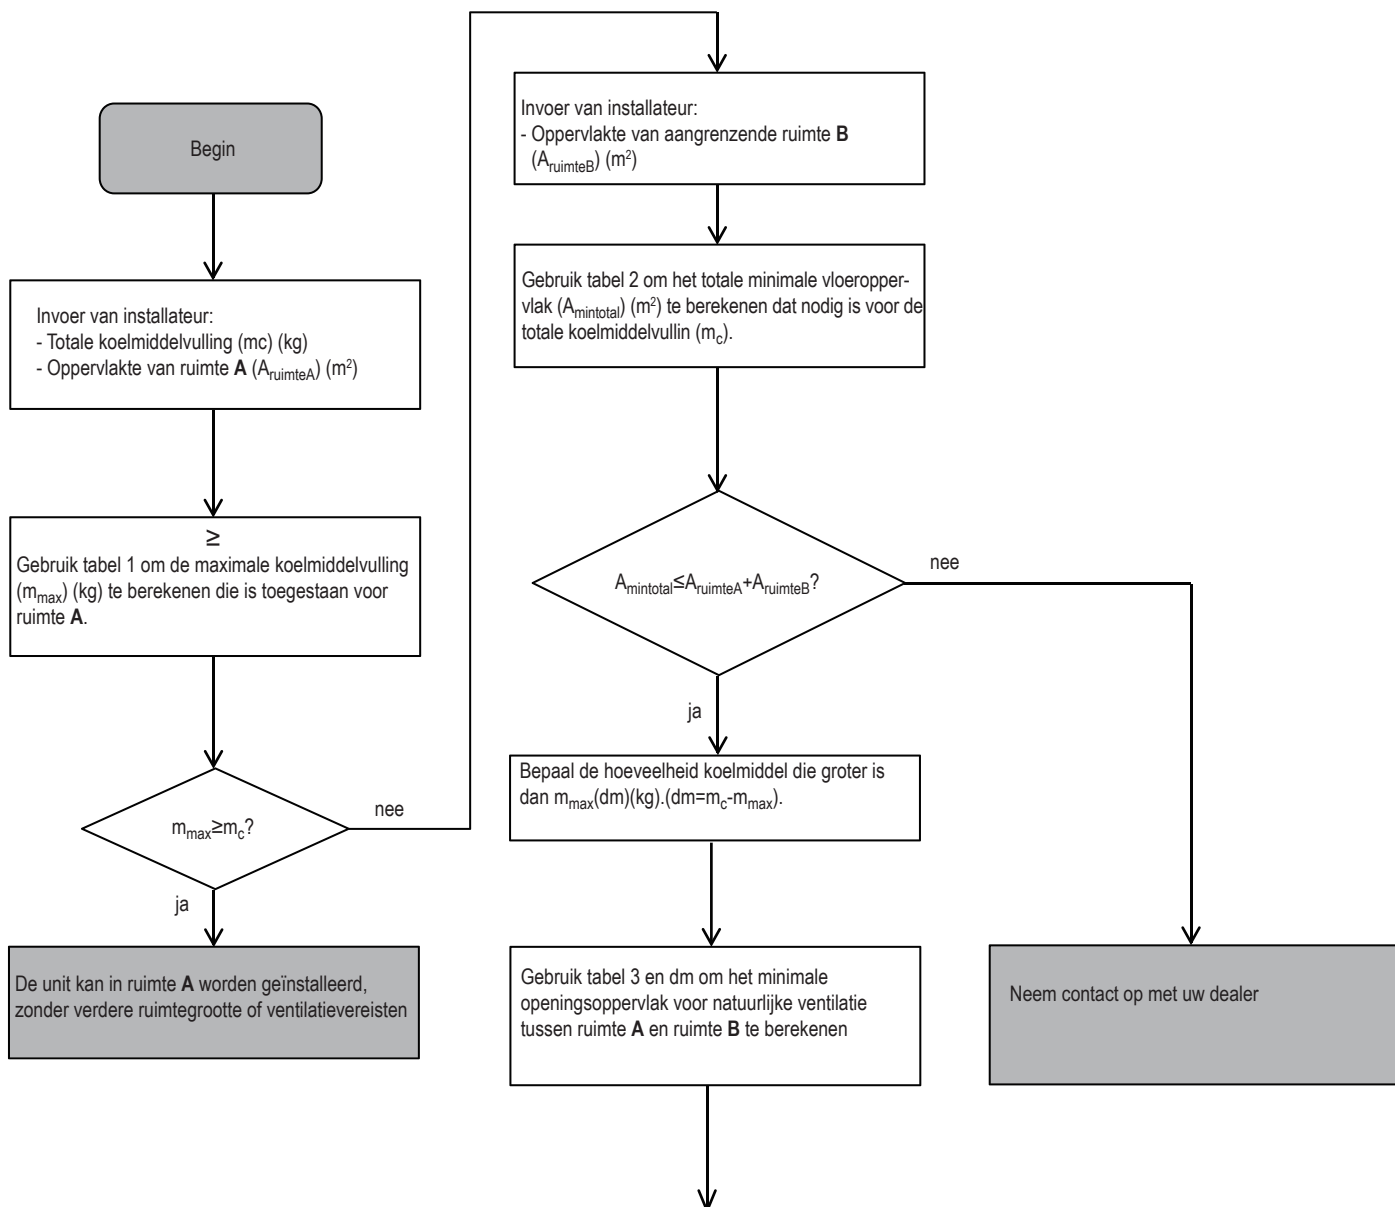 Begin
Invoer van installateur:
- Totale koelmiddelvulling (mc) (kg)
- Oppervlakte van ruimte A (AruimteA) (m²)
≥
Gebruik tabel 1 om de maximale koelmiddelvulling
(mmax) (kg) te berekenen die is toegestaan voor
ruimte A.
mmax≥mc?
nee
ja
De unit kan in ruimte A worden geïnstalleerd,
zonder verdere ruimtegrootte of ventilatievereisten
Invoer van installateur:
- Oppervlakte van aangrenzende ruimte B
(AruimteB) (m²)
Gebruik tabel 2 om het totale minimale vloeropper-
vlak (Amintotal) (m²) te berekenen dat nodig is voor de
totale koelmiddelvullin (mc).
Amintotal≤AruimteA+AruimteB?
nee
ja
Bepaal de hoeveelheid koelmiddel die groter is
dan mmax(dm)(kg).(dm=mc-mmax).
Gebruik tabel 3 en dm om het minimale
openingsoppervlak voor natuurlijke ventilatie
tussen ruimte A en ruimte B te berekenen
Neem contact op met uw dealer